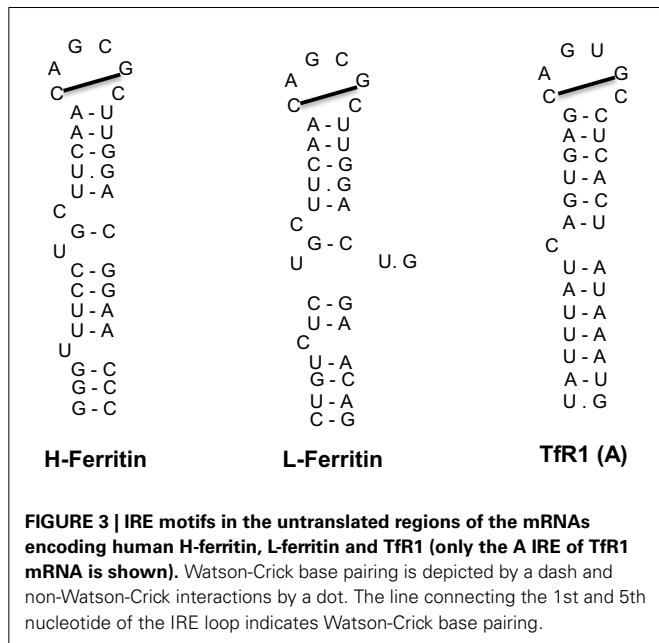 G C
A G
C C
A - U
A - U
C - G
U . G
U - A
C
G - C
U
C - G
C - G
U - A
U - A
U
G - C
G - C
G - C
H-Ferritin
G C
A G
C C
A - U
A - U
C - G
U . G
U - A
C
G - C
U U . G
C - G
U - A
C
U - A
G - C
U - A
C - G
L-Ferritin
G U
A G
C C
G - C
A - U
G - C
U - A
G - C
A - U
C
U - A
A - U
U - A
U - A
A - U
U . G
TfR1 (A)
FIGURE 3 | IRE motifs in the untranslated regions of the mRNAs
encoding human H-ferritin, L-ferritin and TfR1 (only the A IRE of TfR1
mRNA is shown). Watson-Crick base pairing is depicted by a dash and
non-Watson-Crick interactions by a dot. The line connecting the 1st and 5th
nucleotide of the IRE loop indicates Watson-Crick base pairing.